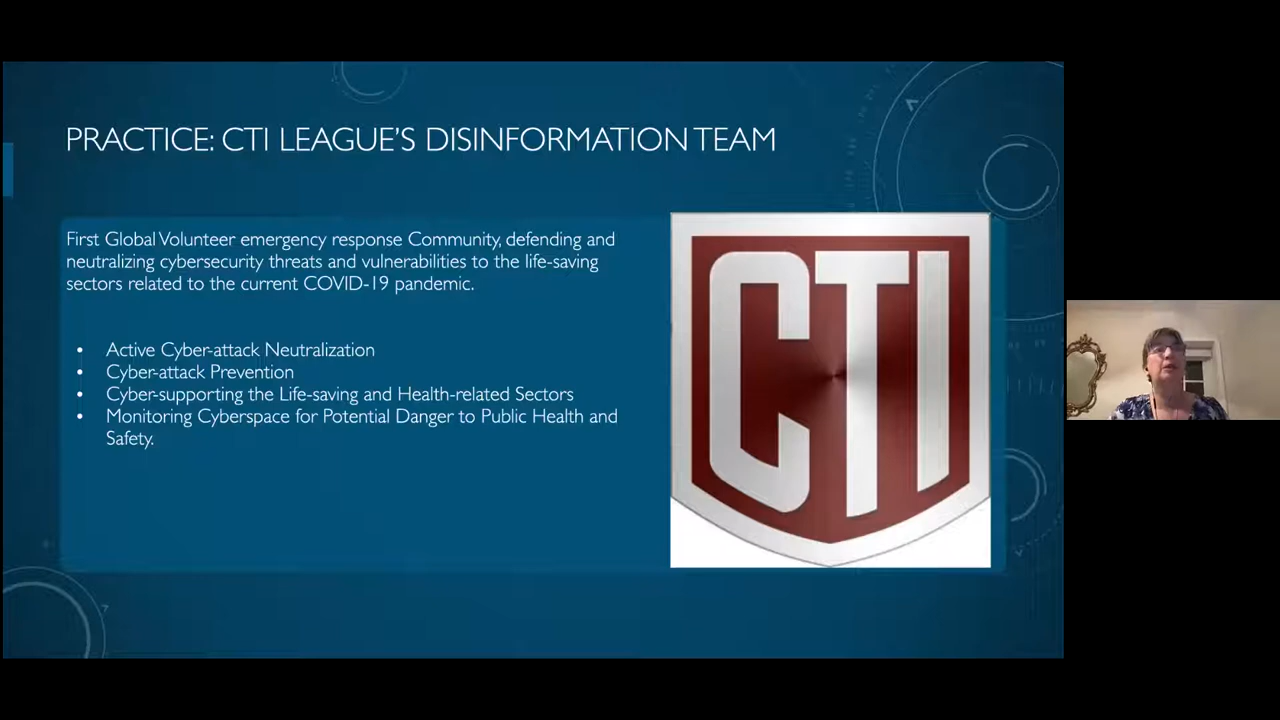 PRACTICE: CTI LEAGUE'S DISINFORMATION TEAM
First Global Volunteer emergency response Community, defending and
neutralizing cybersecurity threats and vulnerabilities to the life-saving
sectors related to the current COVID-19 pandemic.
• Active Cyber-attack Neutralization
• Cyber-attack Prevention
• Cyber-supporting the Life-saving and Health-related Sectors
• Monitoring Cyberspace for Potential Danger to Public Health and
Safety.
CTI